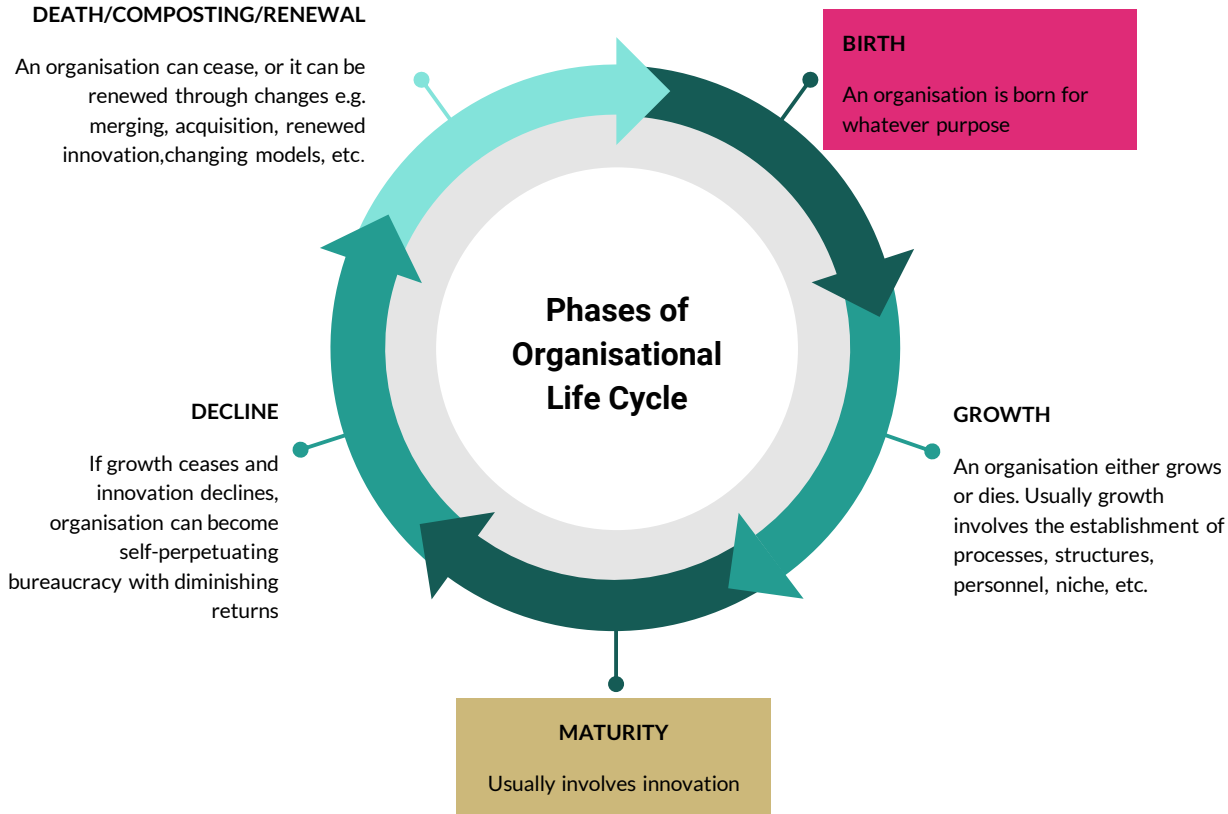 DEATH/COMPOSTING/RENEWAL
An organisation can cease, or it can be
renewed through changes e.g.
merging, acquisition, renewed
innovation,changing models, etc.
BIRTH
An organisation is born for
whatever purpose
Phases of
Organisational
Life Cycle
DECLINE
If growth ceases and
innovation declines,
organisation can become
self-perpetuating
bureaucracy with diminishing
returns
GROWTH
An organisation either grows
or dies. Usually growth
involves the establishment of
processes, structures,
personnel, niche, etc.
MATURITY
Usually involves innovation